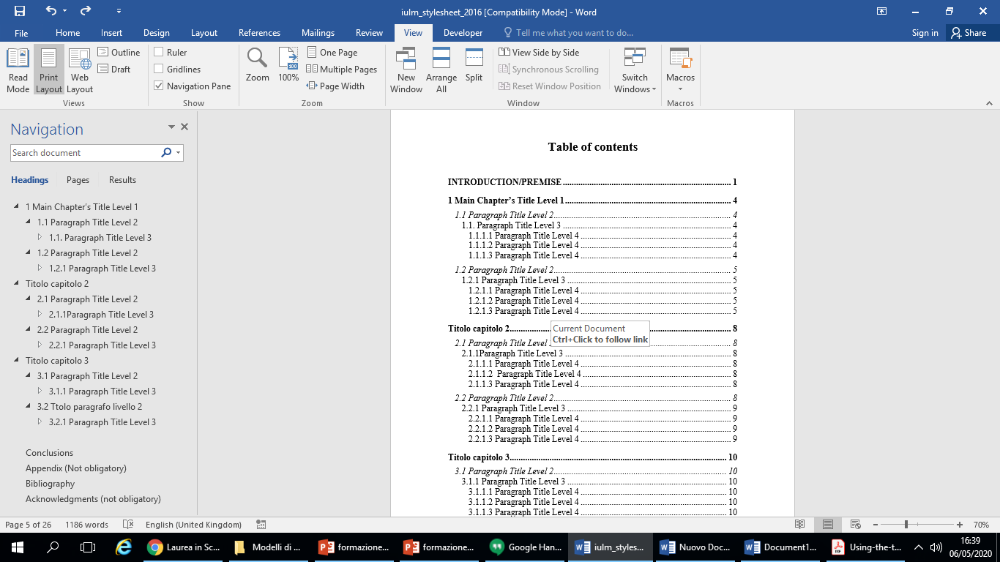 iulm_stylesheet_2016 [Compatibility Mode] - Word
File Home Insert Design Layout References Mailings Review View Developer Tell me what you want to do... Sign in Share
Read Mode
Print Layout
Web Layout
Outline
Draft
Views
Ruler
Gridlines
Navigation Pane
Show
Zoom
100
100%
One Page
Multiple Pages
Page Width
Zoom
New Window
Arrange All
Split
View Side by Side
Synchronous Scrolling
Reset Window Position
Window
Switch Windows
Macros
Macros
Navigation
Search document
Headings Pages Results
1 Main Chapter's Title Level 1
1.1 Paragraph Title Level 2
1.1. Paragraph Title Level 3
1.2 Paragraph Title Level 2
1.2.1 Paragraph Title Level 3
Titolo capitolo 2
2.1 Paragraph Title Level 2
2.1.1Paragraph Title Level 3
2.2 Paragraph Title Level 2
2.2.1 Paragraph Title Level 3
Titolo capitolo 3
3.1 Paragraph Title Level 2
3.1.1 Paragraph Title Level 3
3.2 Ttolo paragrafo livello 2
3.2.1 Paragraph Title Level 3
Conclusions
Appendix (Not obligatory)
Bibliography
Acknowledgments (not obligatory)
Table of contents
INTRODUCTION/PREMISE 1
1 Main Chapter's Title Level 1 4
1.1 Paragraph Title Level 2 4
1.1. Paragraph Title Level 3 4
1.1.1.1 Paragraph Title Level 4 4
1.1.1.2 Paragraph Title Level 4 4
1.1.1.3 Paragraph Title Level 4 4
1.2 Paragraph Title Level 2 5
1.2.1 Paragraph Title Level 3 5
1.2.1.1 Paragraph Title Level 4 5
1.2.1.2 Paragraph Title Level 4 5
1.2.1.3 Paragraph Title Level 4 5
Titolo capitolo 2 8
Current Document
Ctrl+Click to follow link
2.1 Paragraph Title Level 8
2.1.1Paragraph Title Level 3 8
2.1.1.1 Paragraph Title Level 4 8
2.1.1.2 Paragraph Title Level 4 8
2.1.1.3 Paragraph Title Level 4 8
2.2 Paragraph Title Level 2 8
2.2.1 Paragraph Title Level 3 9
2.2.1.1 Paragraph Title Level 4 9
2.2.1.2 Paragraph Title Level 4 9
2.2.1.3 Paragraph Title Level 4 9
Titolo capitolo 3 10
3.1 Paragraph Title Level 2 10
3.1.1 Paragraph Title Level 3 10
3.1.1.1 Paragraph Title Level 4 10
3.1.1.2 Paragraph Title Level 4 10
3.1.1.3 Paragraph Title Level 4 10
Page 5 of 26 1186 words English (United Kingdom) 70%
Laurea in Sc... Modelli di ... formazione... formazione... Google Han... iulm_styles... Nuovo Doc... Document1... Using-the-t...
16:39
06/05/2020